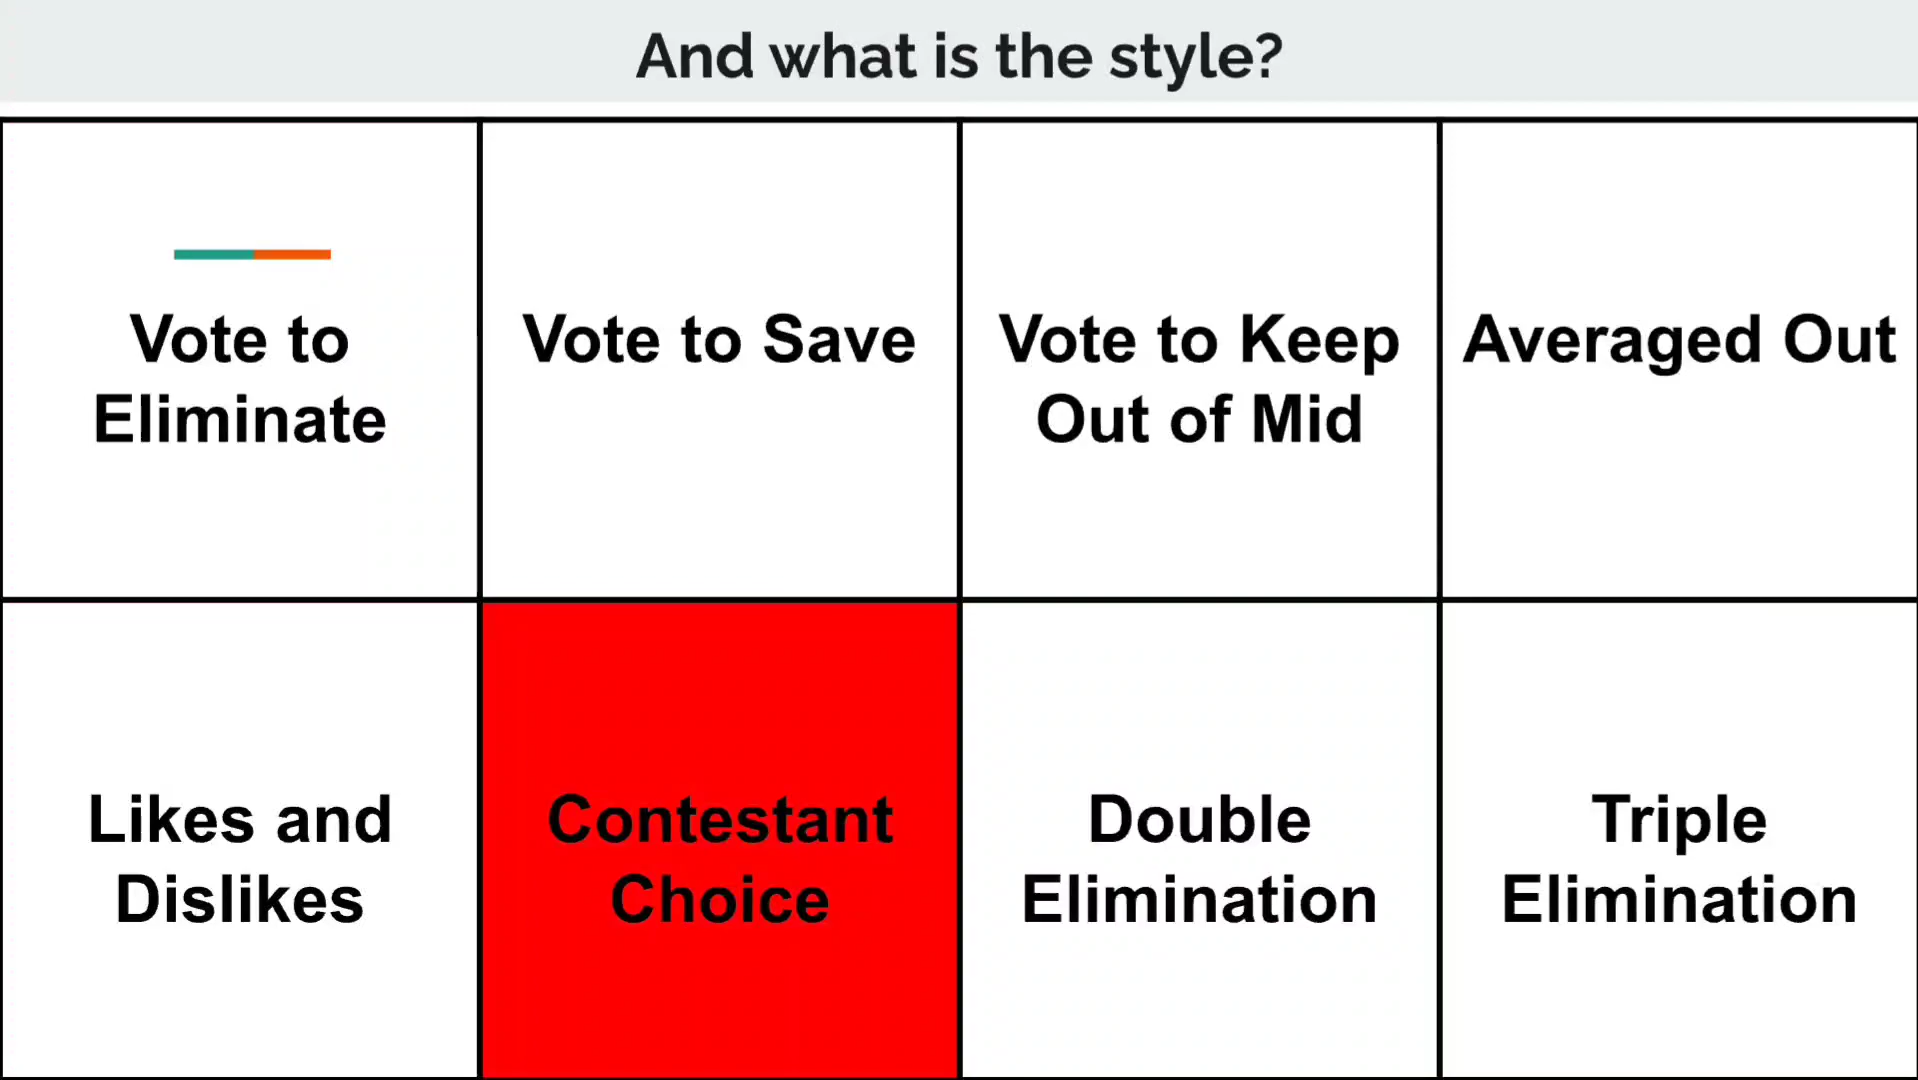 And what is the style?
Vote to
Eliminate
Vote to Save
Vote to Keep
Out of Mid
Averaged Out
Likes and
Dislikes
Contestant
Choice
Double
Elimination
Triple
Elimination